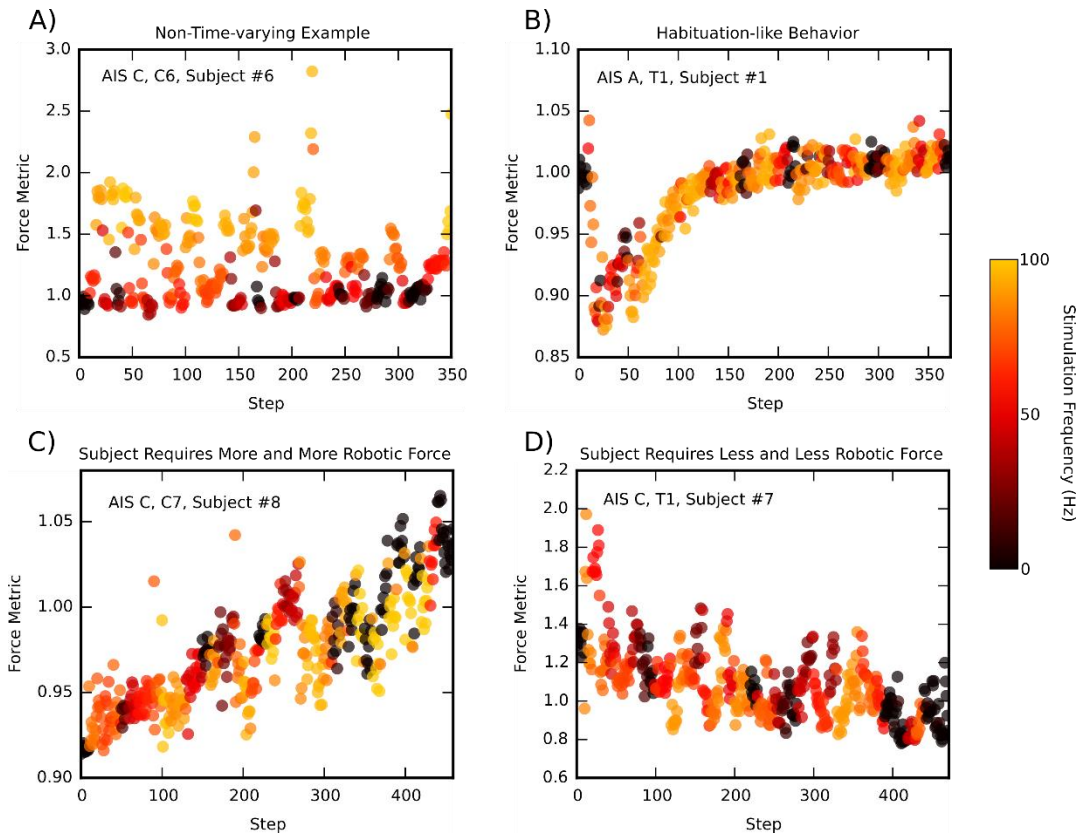 A)
Non-Time-varying Example
AIS C, C6, Subject #6
3.0
2.5
2.0
1.5
1.0
0.5
Force Metric
0 50 100 150 200 250 300 350
Step
B)
Habituation-like Behavior
AIS A, T1, Subject #1
1.10
1.05
1.00
0.95
0.90
0.85
Force Metric
0 50 100 150 200 250 300 350
Step
C)
Subject Requires More and More Robotic Force
AIS C, C7, Subject #8
1.05
1.00
0.95
0.90
Force Metric
0 100 200 300 400
Step
D)
Subject Requires Less and Less Robotic Force
AIS C, T1, Subject #7
2.2
2.0
1.8
1.6
1.4
1.2
1.0
0.8
0.6
Force Metric
0 100 200 300 400
Step
100
50
0
Stimulation Frequency (Hz)